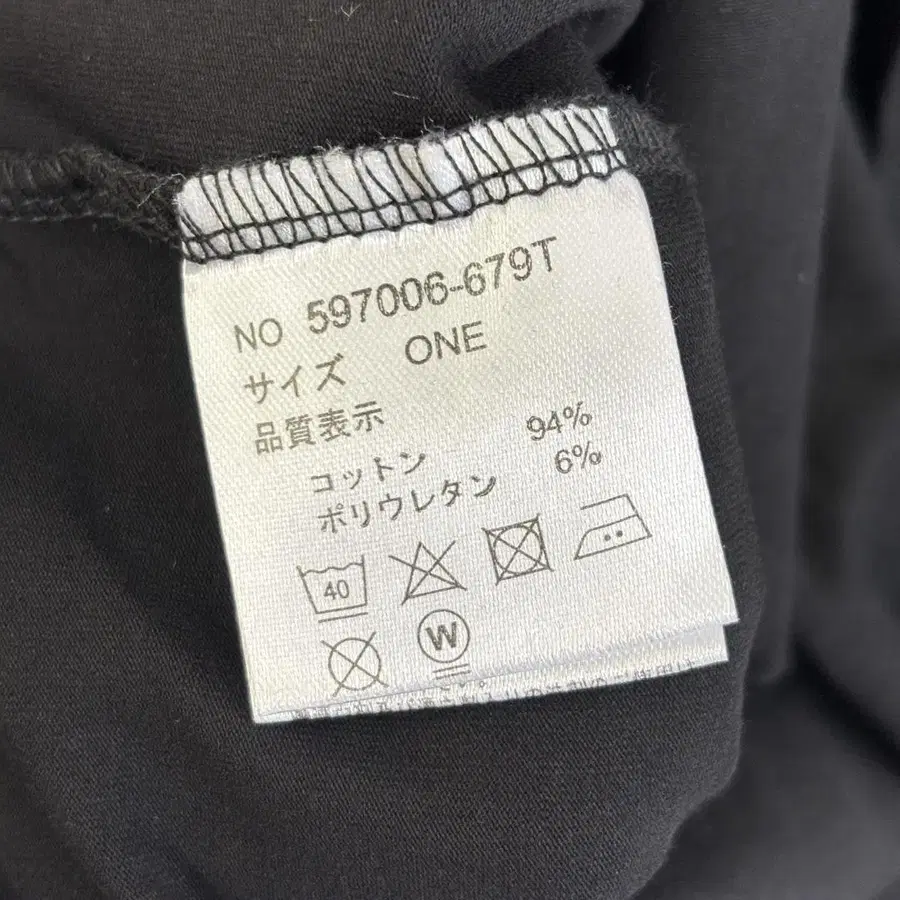 NO 597006-679T
サイズ ONE
品質表示
コットン 94%
ポリウレタン 6%
40
W